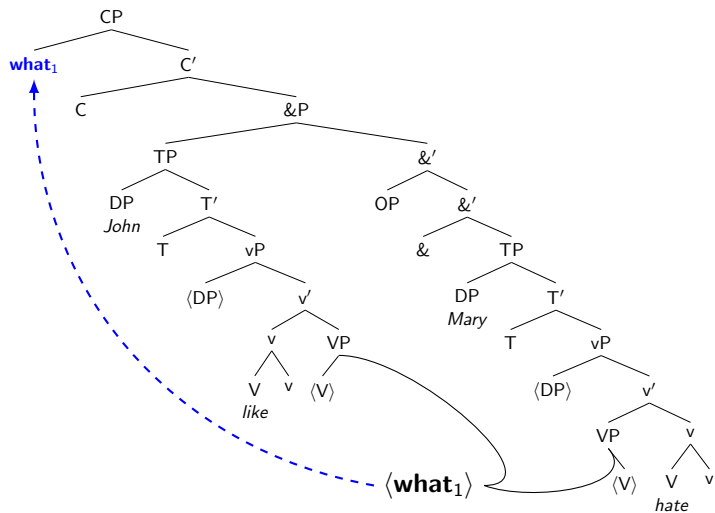 CP
what₁ C′
C &P
TP &′
DP T′ OP &′
John
T vP & TP
⟨DP⟩ v′ DP T′
Mary
v VP T vP
V v ⟨V⟩ ⟨DP⟩ v′
like
VP v
⟨what₁⟩ ⟨V⟩ V v
hate